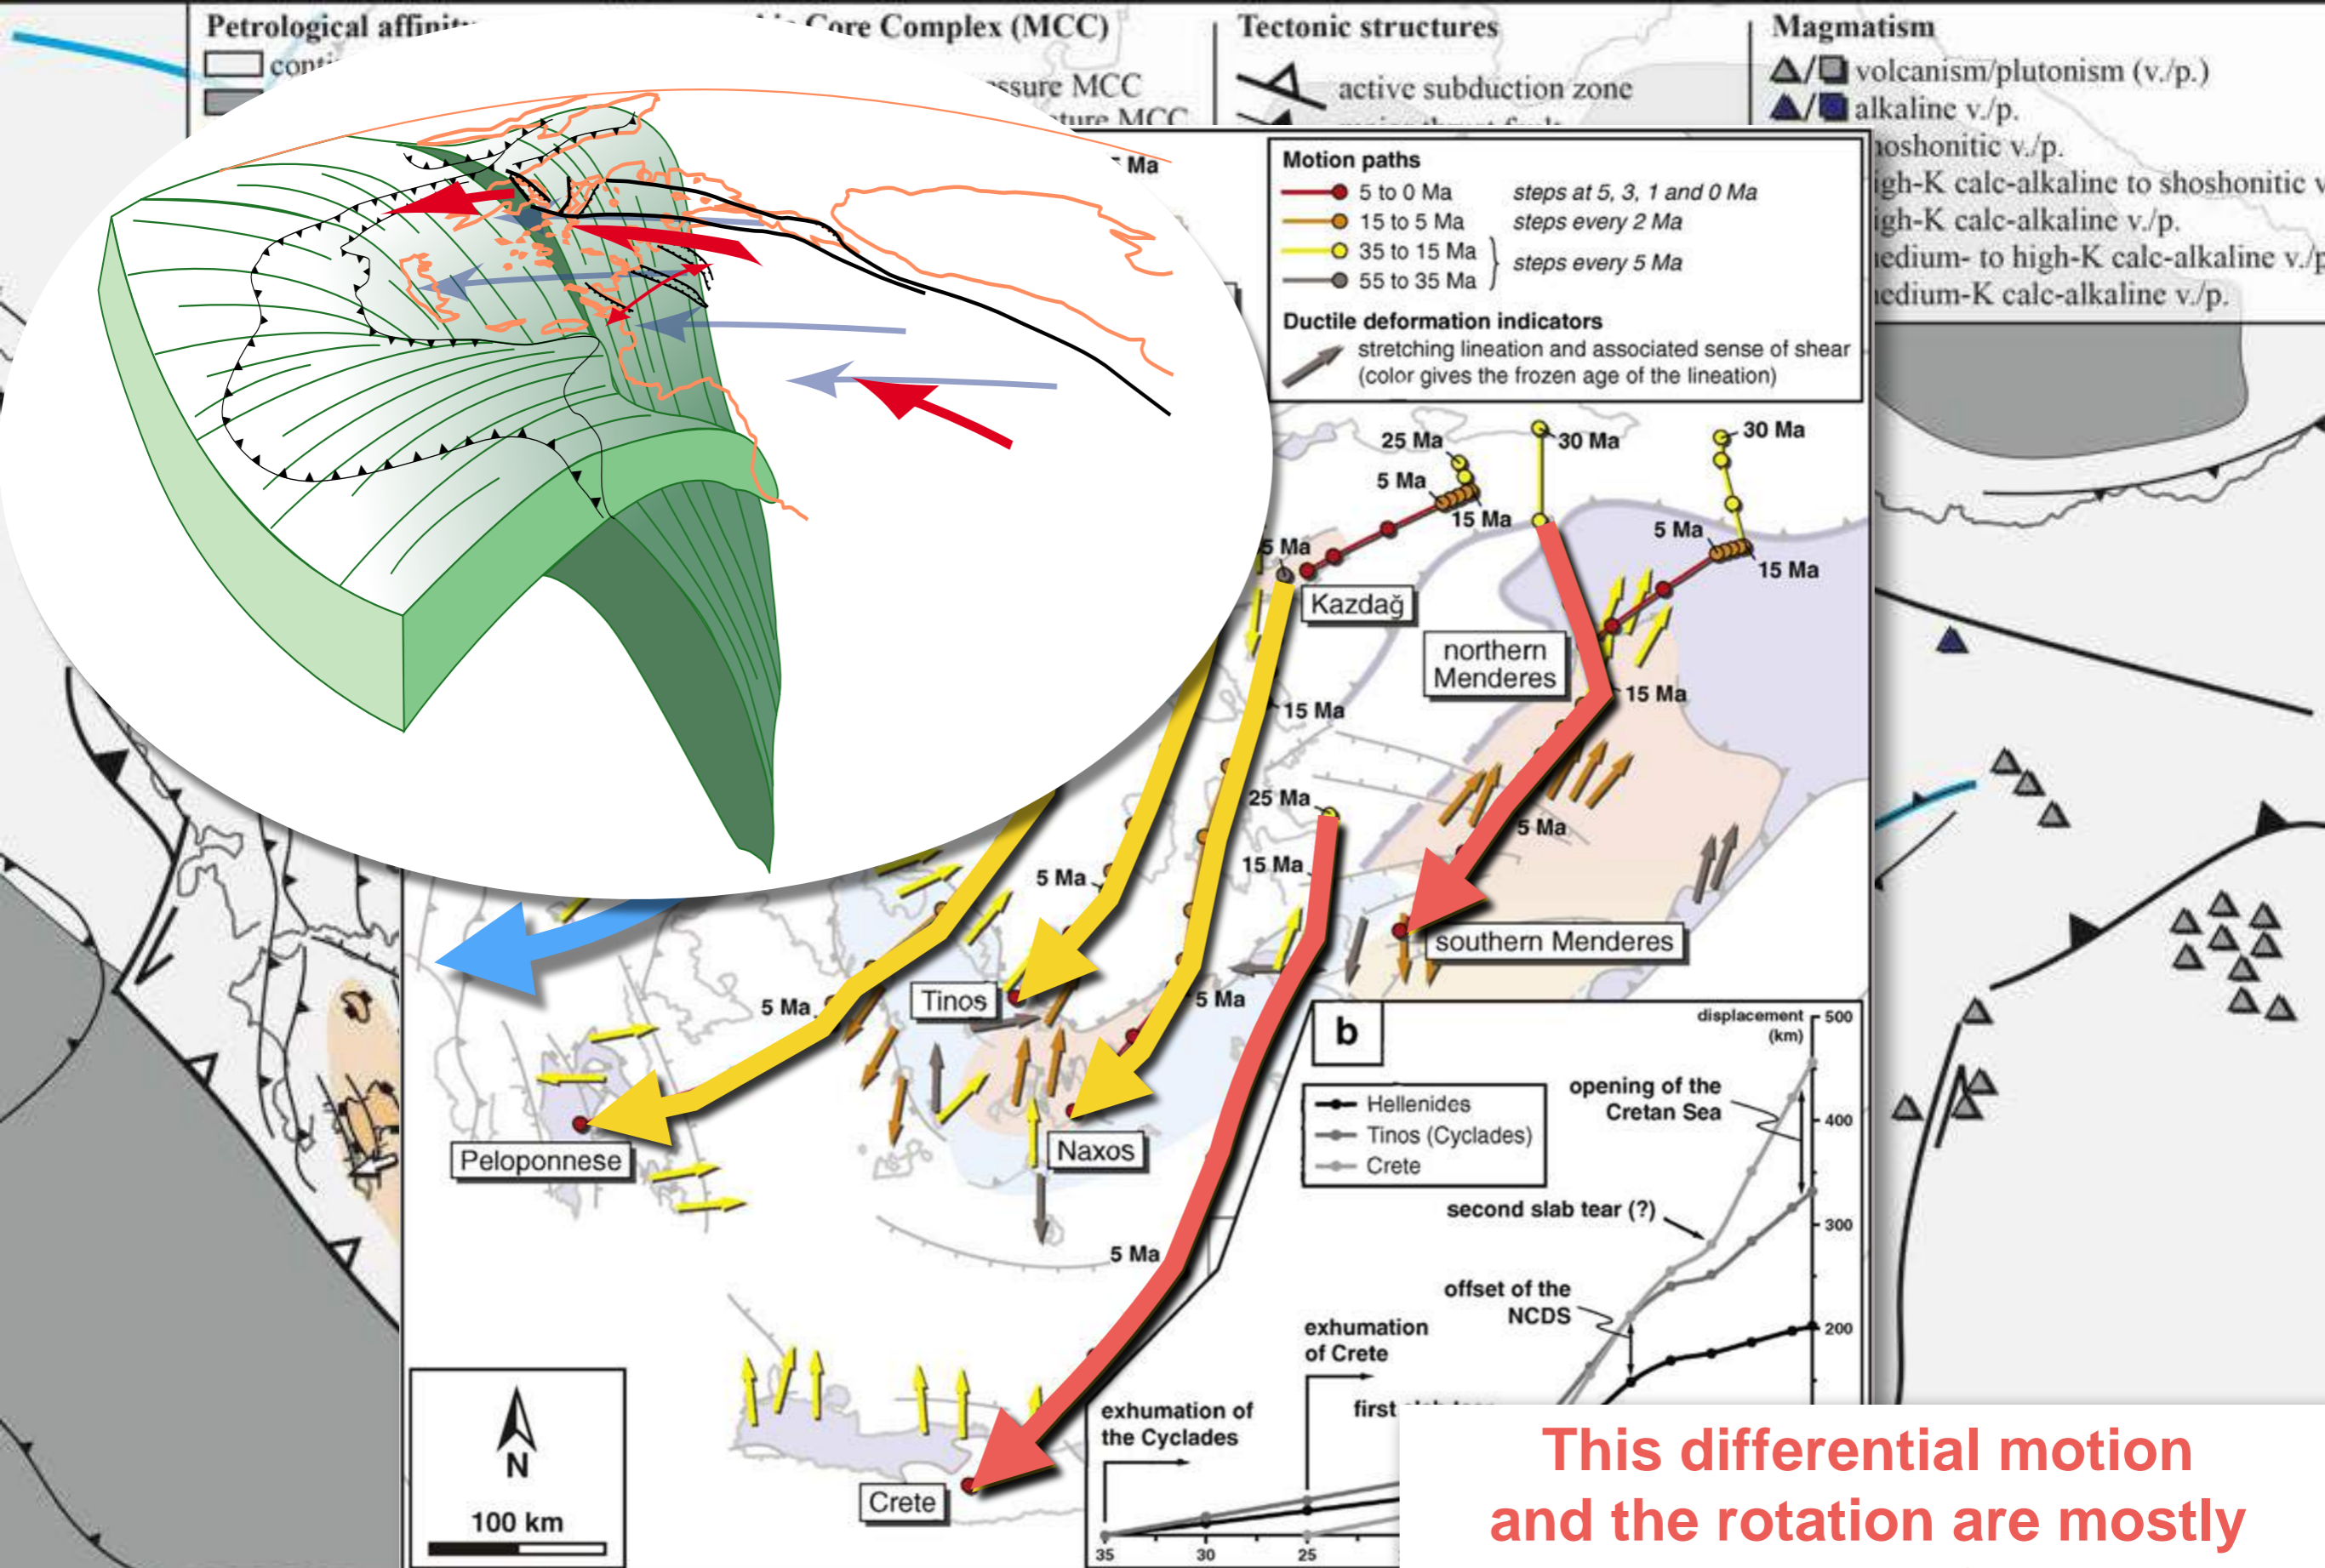 Petrological
Core Complex (MCC)
Tectonic structures
Magmatism
MCC
MCC
active subduction zone
volcanism/plutonism (v./p.)
alkaline v./p.
v./p.
calc-alkaline to shoshonitic
calc-alkaline v./p.
to high-K calc-alkaline
calc-alkaline v./p.
Ma
Motion paths
5 to 0 Ma
steps at 5, 3, 1 and 0 Ma
15 to 5 Ma
steps every 2 Ma
35 to 15 Ma
steps every 5 Ma
55 to 35 Ma
Ductile deformation indicators
stretching lineation and associated sense of shear
(color gives the frozen age of the lineation)
25 Ma
30 Ma
30 Ma
5 Ma
15 Ma
5 Ma
15 Ma
5 Ma
Kazdağ
northern
Menderes
15 Ma
15 Ma
25 Ma
5 Ma
15 Ma
5 Ma
southern Menderes
Tinos
5 Ma
5 Ma
Peloponnese
Naxos
5 Ma
Crete
N
100 km
b
displacement
(km)
500
Hellenides
Tinos (Cyclades)
Crete
opening of the
Cretan Sea
400
second slab tear (?)
300
offset of the
NCDS
200
exhumation
of Crete
exhumation of
the Cyclades
first
35
30
25
This differential motion
and the rotation are mostly